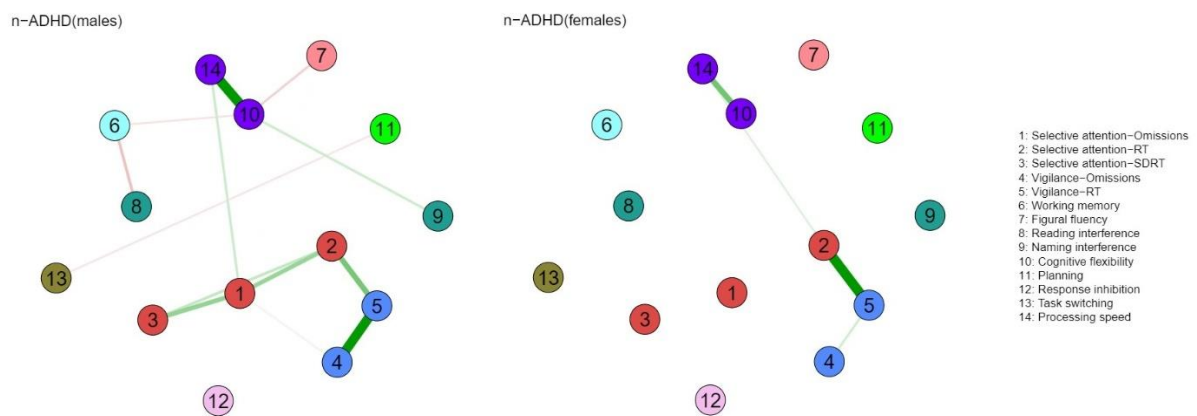 n-ADHD(males)
n-ADHD(females)
14
7
10
6
11
8
9
2
13
1
5
3
4
12
7
14
10
6
11
8
9
2
13
1
5
3
4
12
1: Selective attention-Omissions
2: Selective attention-RT
3: Selective attention-SDRT
4: Vigilance-Omissions
5: Vigilance-RT
6: Working memory
7: Figural fluency
8: Reading interference
9: Naming interference
10: Cognitive flexibility
11: Planning
12: Response inhibition
13: Task switching
14: Processing speed